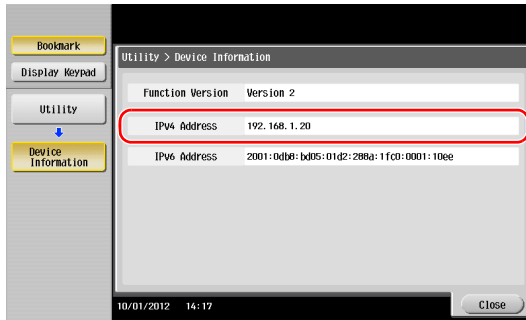 Bookmark
Display Keypad
Utility
Device
Information
Utility > Device Information
Function Version Version 2
IPv4 Address 192.168.1.20
IPv6 Address 2001:0db8:bd05:01d2:288a:1fc0:0001:10ee
10/01/2012 14:17
Close